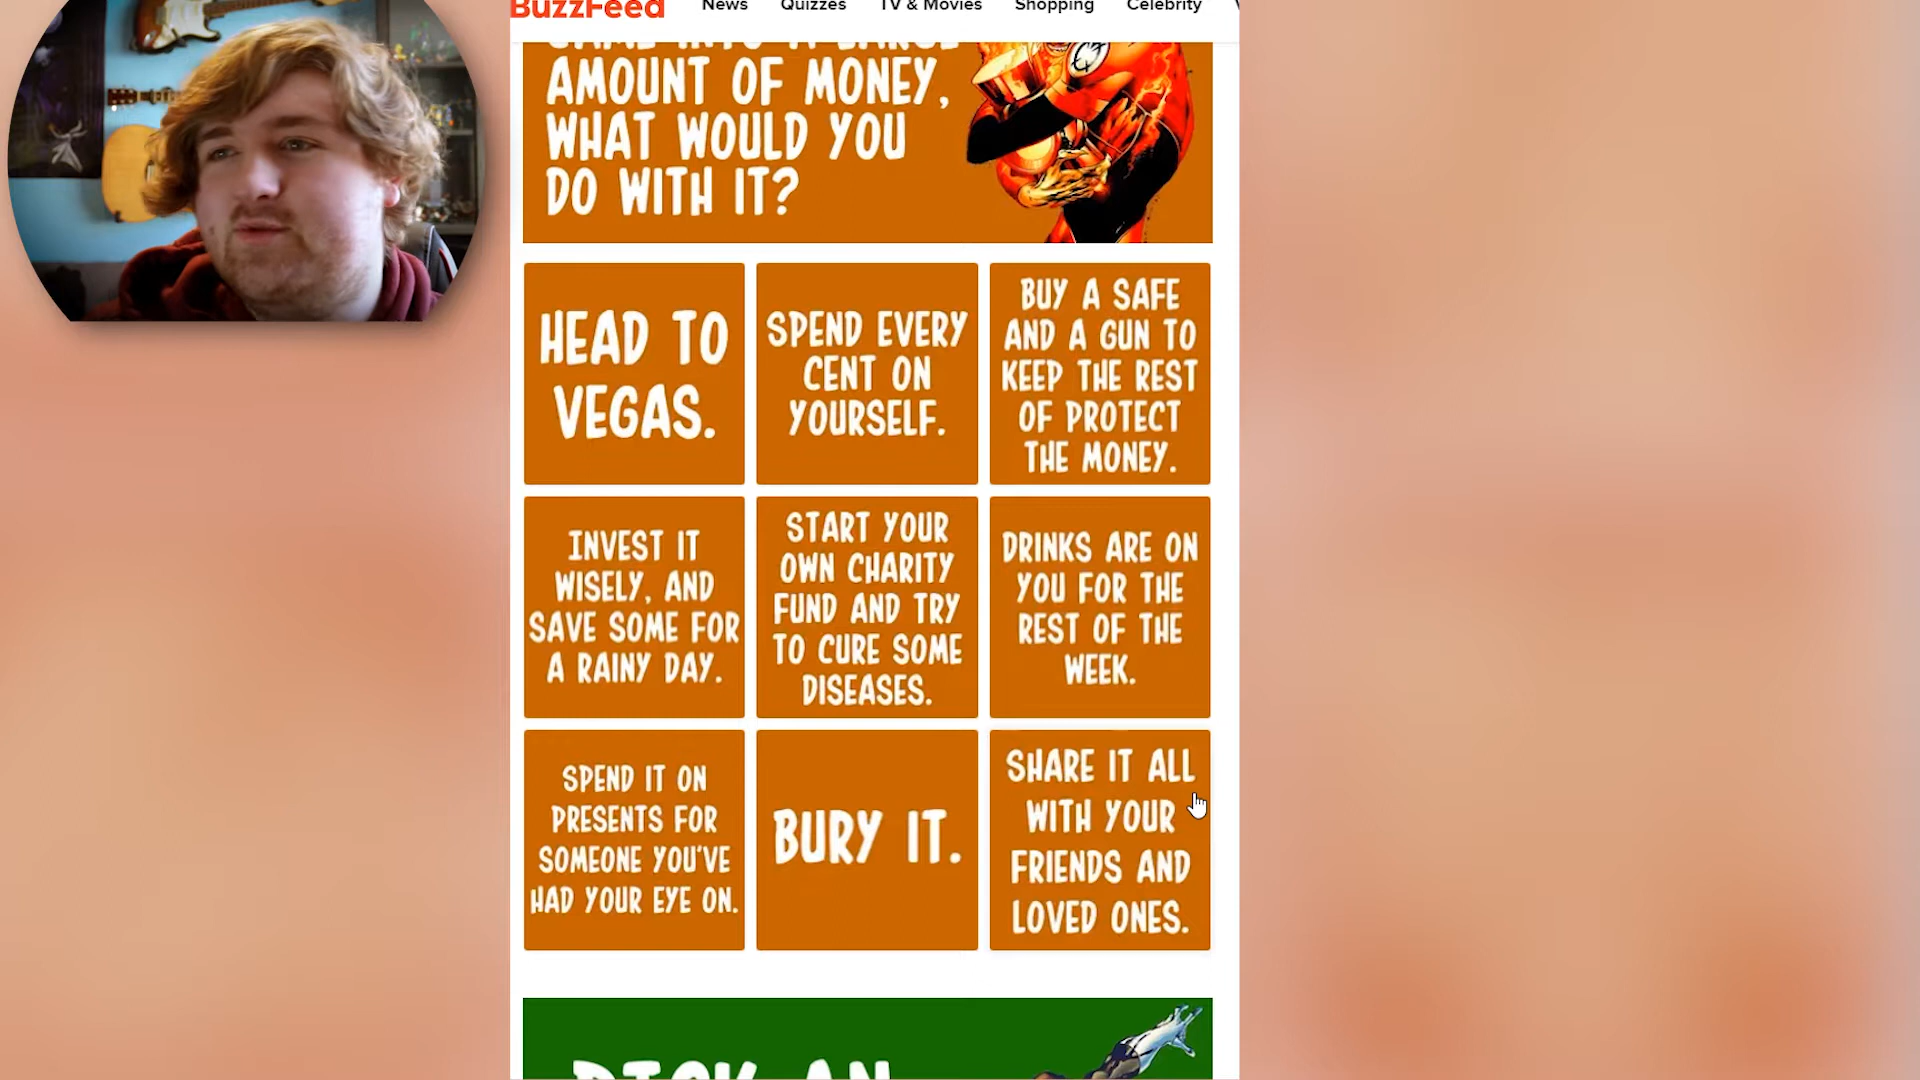 BuzzFeed News Quizzes TV & Movies Shopping Celebrity
AMOUNT OF MONEY,
WHAT WOULD YOU
DO WITH IT?
HEAD TO
VEGAS.
SPEND EVERY
CENT ON
YOURSELF.
BUY A SAFE
AND A GUN TO
KEEP THE REST
OF PROTECT
THE MONEY.
INVEST IT
WISELY, AND
SAVE SOME FOR
A RAINY DAY.
START YOUR
OWN CHARITY
FUND AND TRY
TO CURE SOME
DISEASES.
DRINKS ARE ON
YOU FOR THE
REST OF THE
WEEK.
SPEND IT ON
PRESENTS FOR
SOMEONE YOU'VE
HAD YOUR EYE ON.
BURY IT.
SHARE IT ALL
WITH YOUR
FRIENDS AND
LOVED ONES.
PICK AN